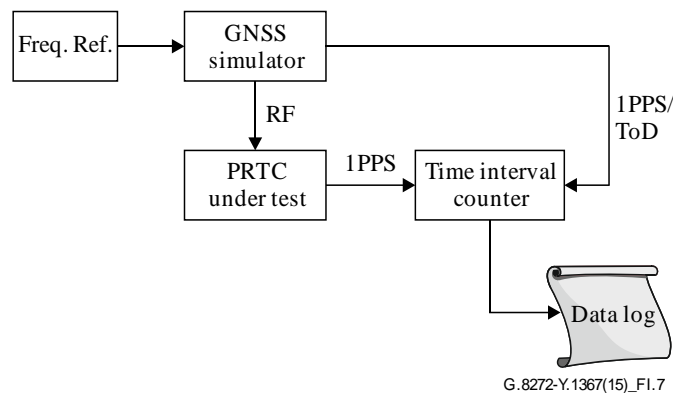 Freq. Ref.
GNSS
simulator
RF
1PPS/
ToD
PRTC
under test
1PPS
Time interval
counter
Data log
G.8272-Y.1367(15)_FI.7